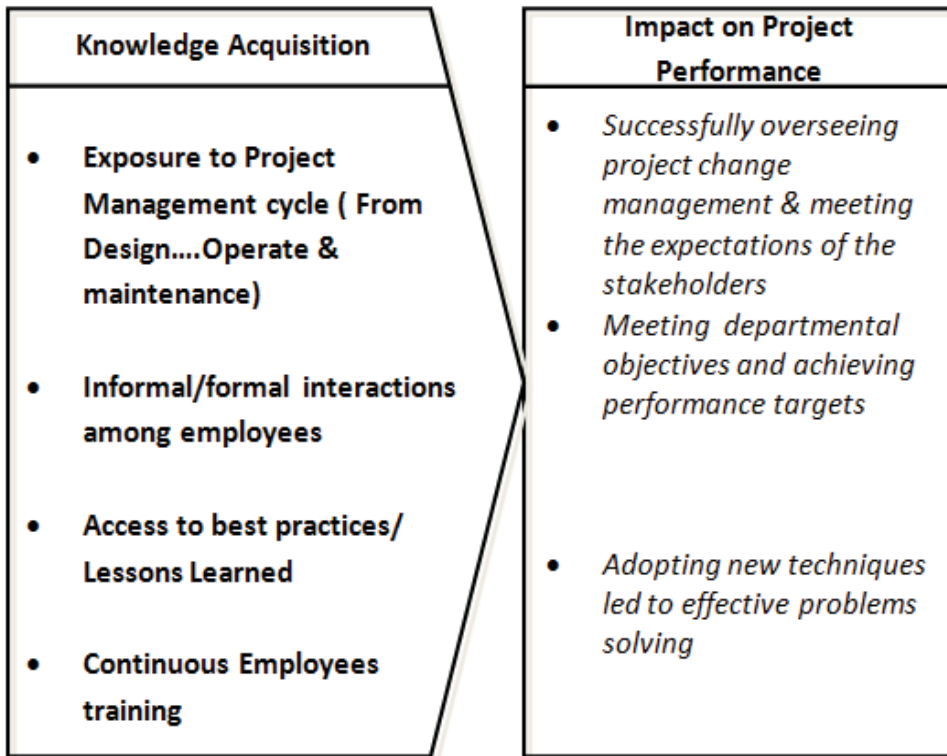 Knowledge Acquisition
• Exposure to Project
Management cycle ( From
Design....Operate &
maintenance)
• Informal/formal interactions
among employees
• Access to best practices/
Lessons Learned
• Continuous Employees
training
Impact on Project
Performance
• Successfully overseeing
project change
management & meeting
the expectations of the
stakeholders
• Meeting departmental
objectives and achieving
performance targets
• Adopting new techniques
led to effective problems
solving